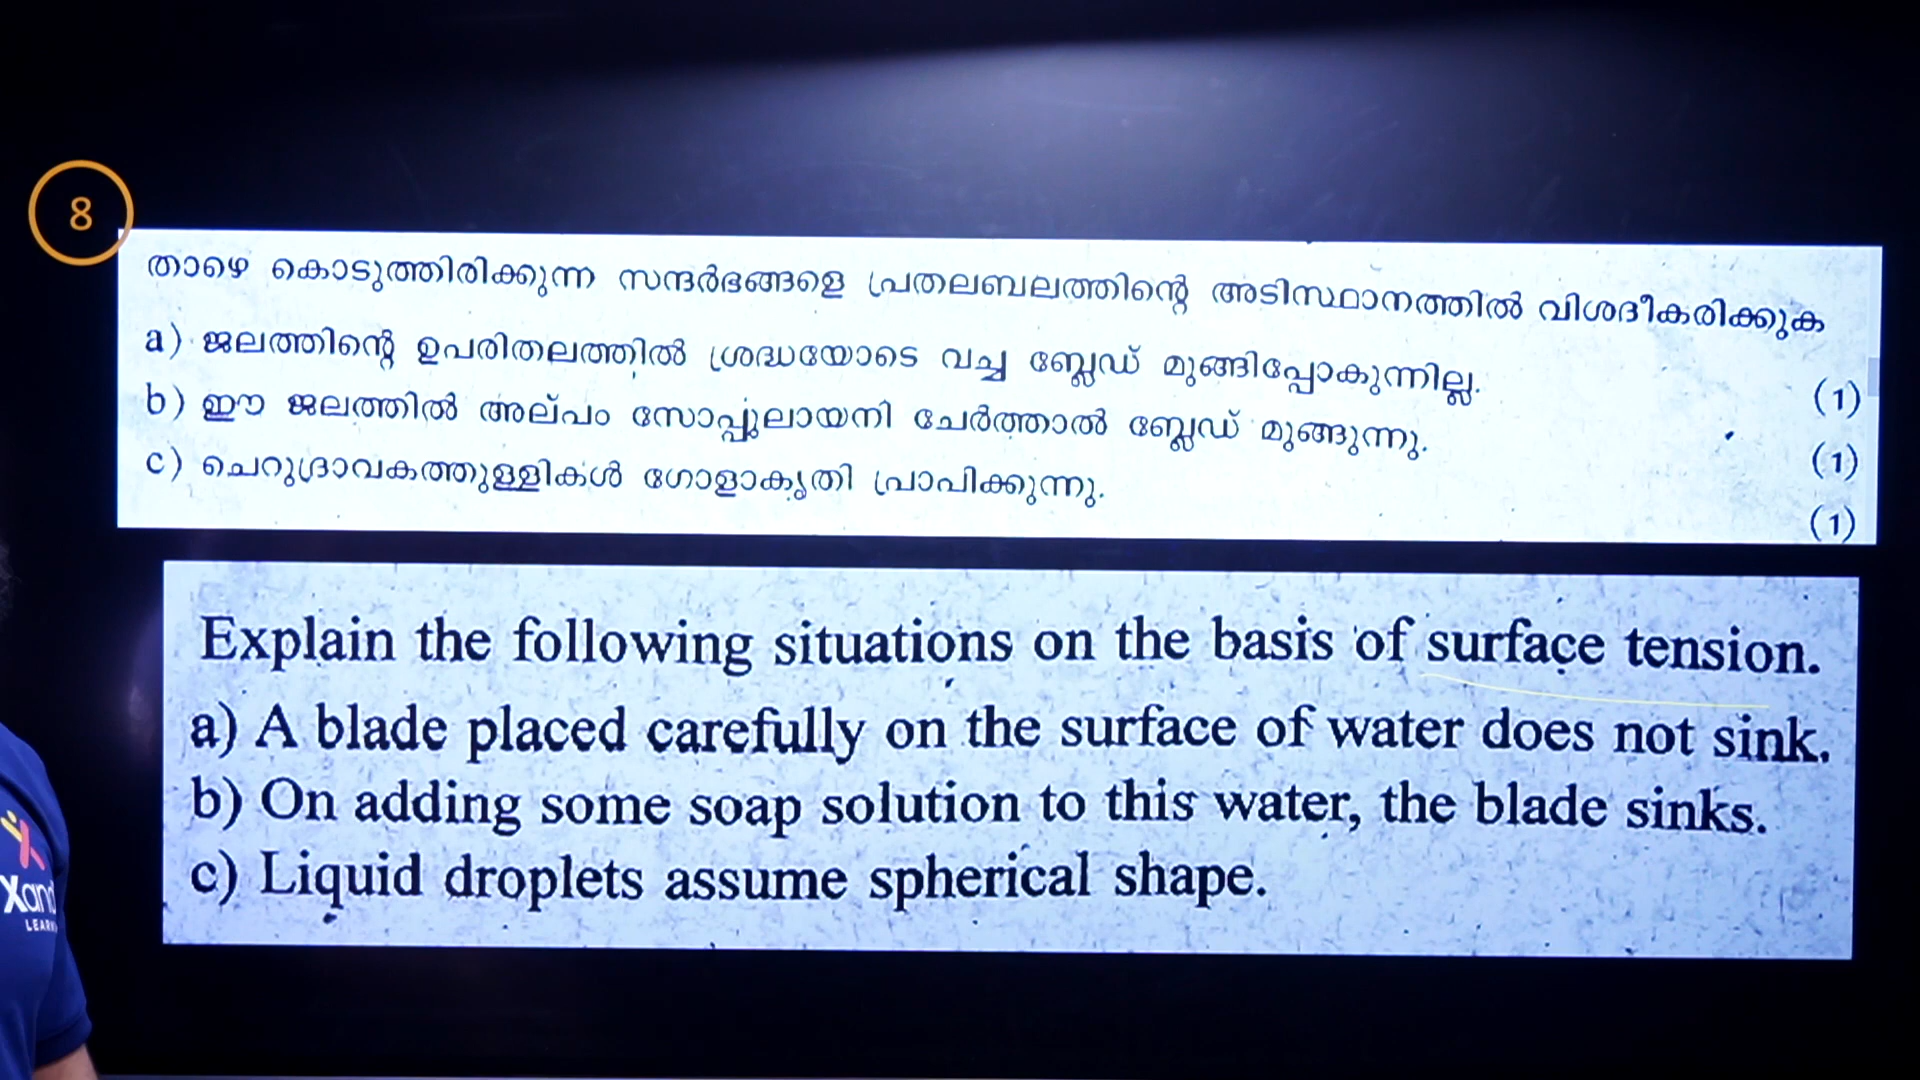 8
താഴെ കൊടുത്തിരിക്കുന്ന സന്ദർഭങ്ങളെ പ്രതലബലത്തിന്റെ അടിസ്ഥാനത്തിൽ വിശദീകരിക്കുക
a) ജലത്തിന്റെ ഉപരിതലത്തിൽ ശ്രദ്ധയോടെ വച്ച ബ്ലേഡ് മുങ്ങിപ്പോകുന്നില്ല. (1)
b) ഈ ജലത്തിൽ അല്പം സോപ്പുലായനി ചേർത്താൽ ബ്ലേഡ് മുങ്ങുന്നു. (1)
c) ചെറുദ്രാവകത്തുള്ളികൾ ഗോളാകൃതി പ്രാപിക്കുന്നു. (1)
Explain the following situations on the basis of surface tension.
a) A blade placed carefully on the surface of water does not sink.
b) On adding some soap solution to this water, the blade sinks.
c) Liquid droplets assume spherical shape.